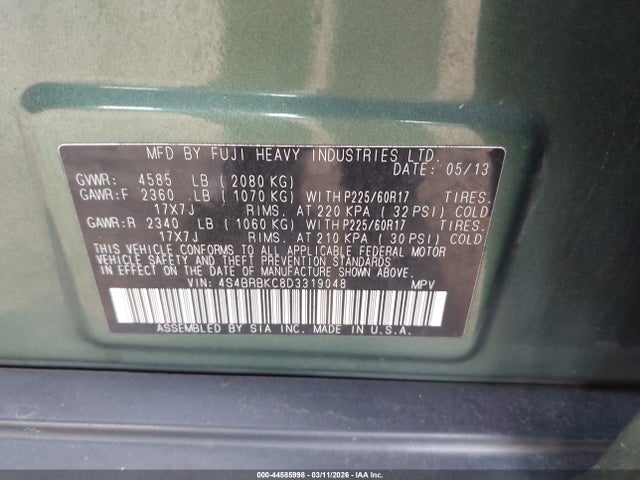 MFD BY FUJI HEAVY INDUSTRIES LTD.
DATE: 05/13
GVWR: 4585 LB (2080 KG)
GAWR:F 2360 LB (1070 KG) WITH P225/60R17 TIRES.
17X7J RIMS. AT 220 KPA (32 PSI) COLD
GAWR:R 2340 LB (1060 KG) WITH P225/60R17 TIRES.
17X7J RIMS. AT 210 KPA (30 PSI) COLD
THIS VEHICLE CONFORMS TO ALL APPLICABLE FEDERAL MOTOR
VEHICLE SAFETY AND THEFT PREVENTION STANDARDS
IN EFFECT ON THE DATE OF MANUFACTURE SHOWN ABOVE.
VIN: 4S4BRBKC8D3319048 MPV
ASSEMBLED BY SIA INC. MADE IN U.S.A.
000-44585998 - 03/11/2026 - COPYRIGHT IAA, Inc.